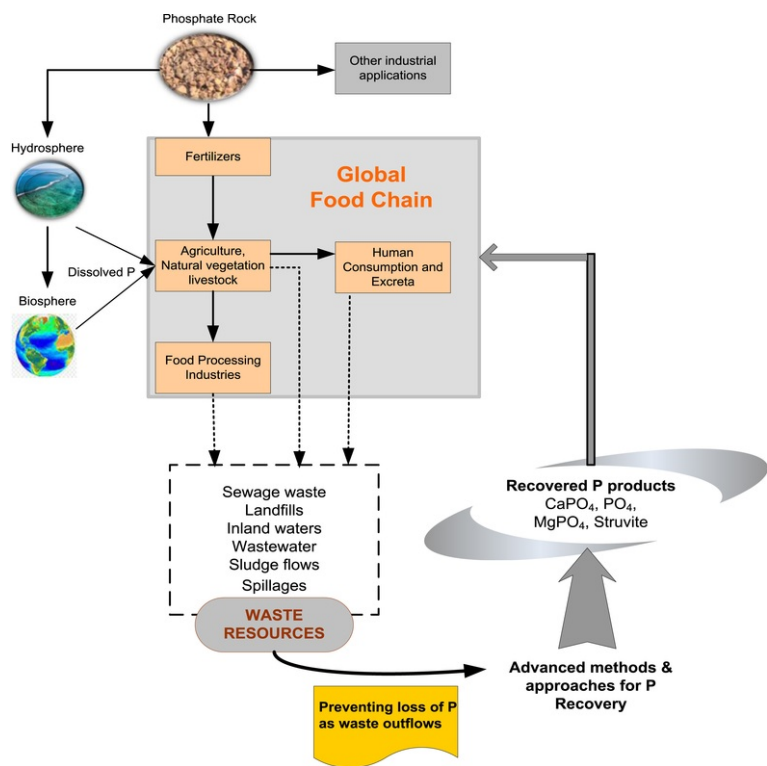 Phosphate Rock
Other industrial
applications
Hydrosphere
Fertilizers
Global
Food Chain
Agriculture,
Natural vegetation
livestock
Human
Consumption and
Excreta
Dissolved P
Biosphere
Food Processing
Industries
Sewage waste
Landfills
Inland waters
Wastewater
Sludge flows
Spillages
WASTE
RESOURCES
Recovered P products
CaPO₄, PO₄,
MgPO₄, Struvite
Advanced methods &
approaches for P
Recovery
Preventing loss of P
as waste outflows